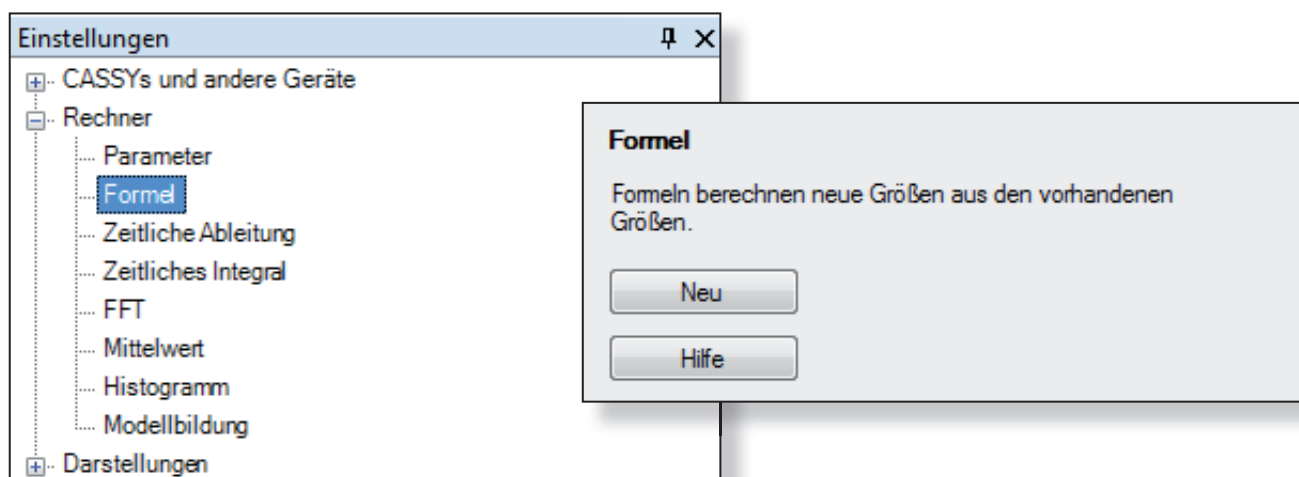 Einstellungen
CASSYs und andere Geräte
Rechner
Parameter
Formel
Zeitliche Ableitung
Zeitliches Integral
FFT
Mittelwert
Histogramm
Modellbildung
Darstellungen
Formel
Formeln berechnen neue Größen aus den vorhandenen
Größen.
Neu
Hilfe